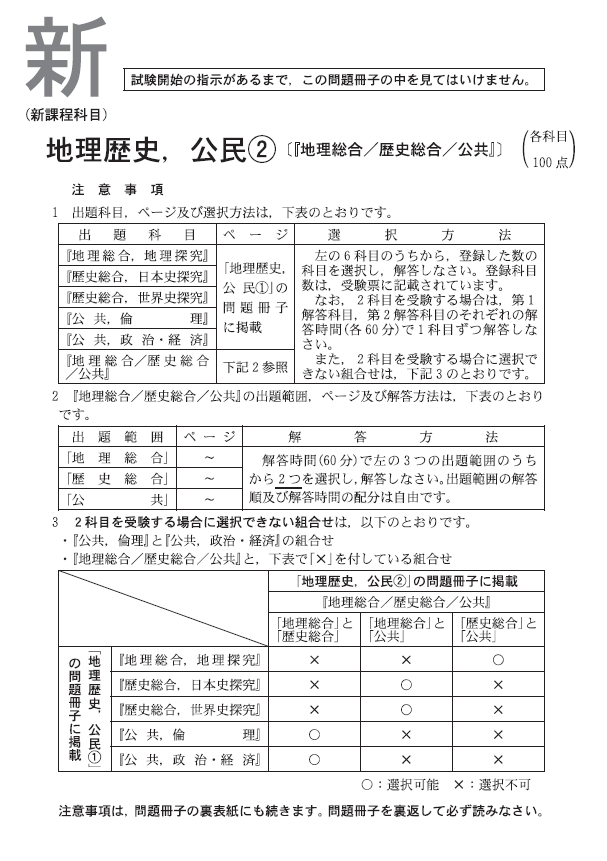 新
試験開始の指示があるまで，この問題冊子の中を見てはいけません。
（新課程科目）
地理歴史，公民② 〔『地理総合／歴史総合／公共』〕 (各科目
100点)
注意事項
1 出題科目，ページ及び選択方法は，下表のとおりです。
出題科目 ページ 選択方法
『地理総合，地理探究』
『歴史総合，日本史探究』
『歴史総合，世界史探究』
『公共，倫理』
『公共，政治・経済』
「地理歴史，
公民①」の
問題冊子
に掲載
『地理総合／歴史総合
／公共』
下記2参照
左の6科目のうちから，登録した数の
科目を選択し，解答しなさい。登録科目
数は，受験票に記載されています。
なお，2科目を受験する場合は，第1
解答科目，第2解答科目のそれぞれの解
答時間(各60分)で1科目ずつ解答しな
さい。
また，2科目を受験する場合に選択で
きない組合せは，下記3のとおりです。
2 『地理総合／歴史総合／公共』の出題範囲，ページ及び解答方法は，下表のとおり
です。
出題範囲 ページ 解答方法
「地理総合」 ～
「歴史総合」 ～
「公共」 ～
解答時間(60分)で左の3つの出題範囲のうち
から2つを選択し，解答しなさい。出題範囲の解答
順及び解答時間の配分は自由です。
3 2科目を受験する場合に選択できない組合せは，以下のとおりです。
・『公共，倫理』と『公共，政治・経済』の組合せ
・『地理総合／歴史総合／公共』と，下表で「×」を付している組合せ
「地理歴史，公民②」の問題冊子に掲載
『地理総合／歴史総合／公共』
「地理総合」と
「歴史総合」
「地理総合」と
「公共」
「歴史総合」と
「公共」
「地理歴史，公民①」
の問題冊子に掲載
『地理総合，地理探究』 × × ○
『歴史総合，日本史探究』 × ○ ×
『歴史総合，世界史探究』 × ○ ×
『公共，倫理』 ○ × ×
『公共，政治・経済』 ○ × ×
○：選択可能 ×：選択不可
注意事項は，問題冊子の裏表紙にも続きます。問題冊子を裏返して必ず読みなさい。